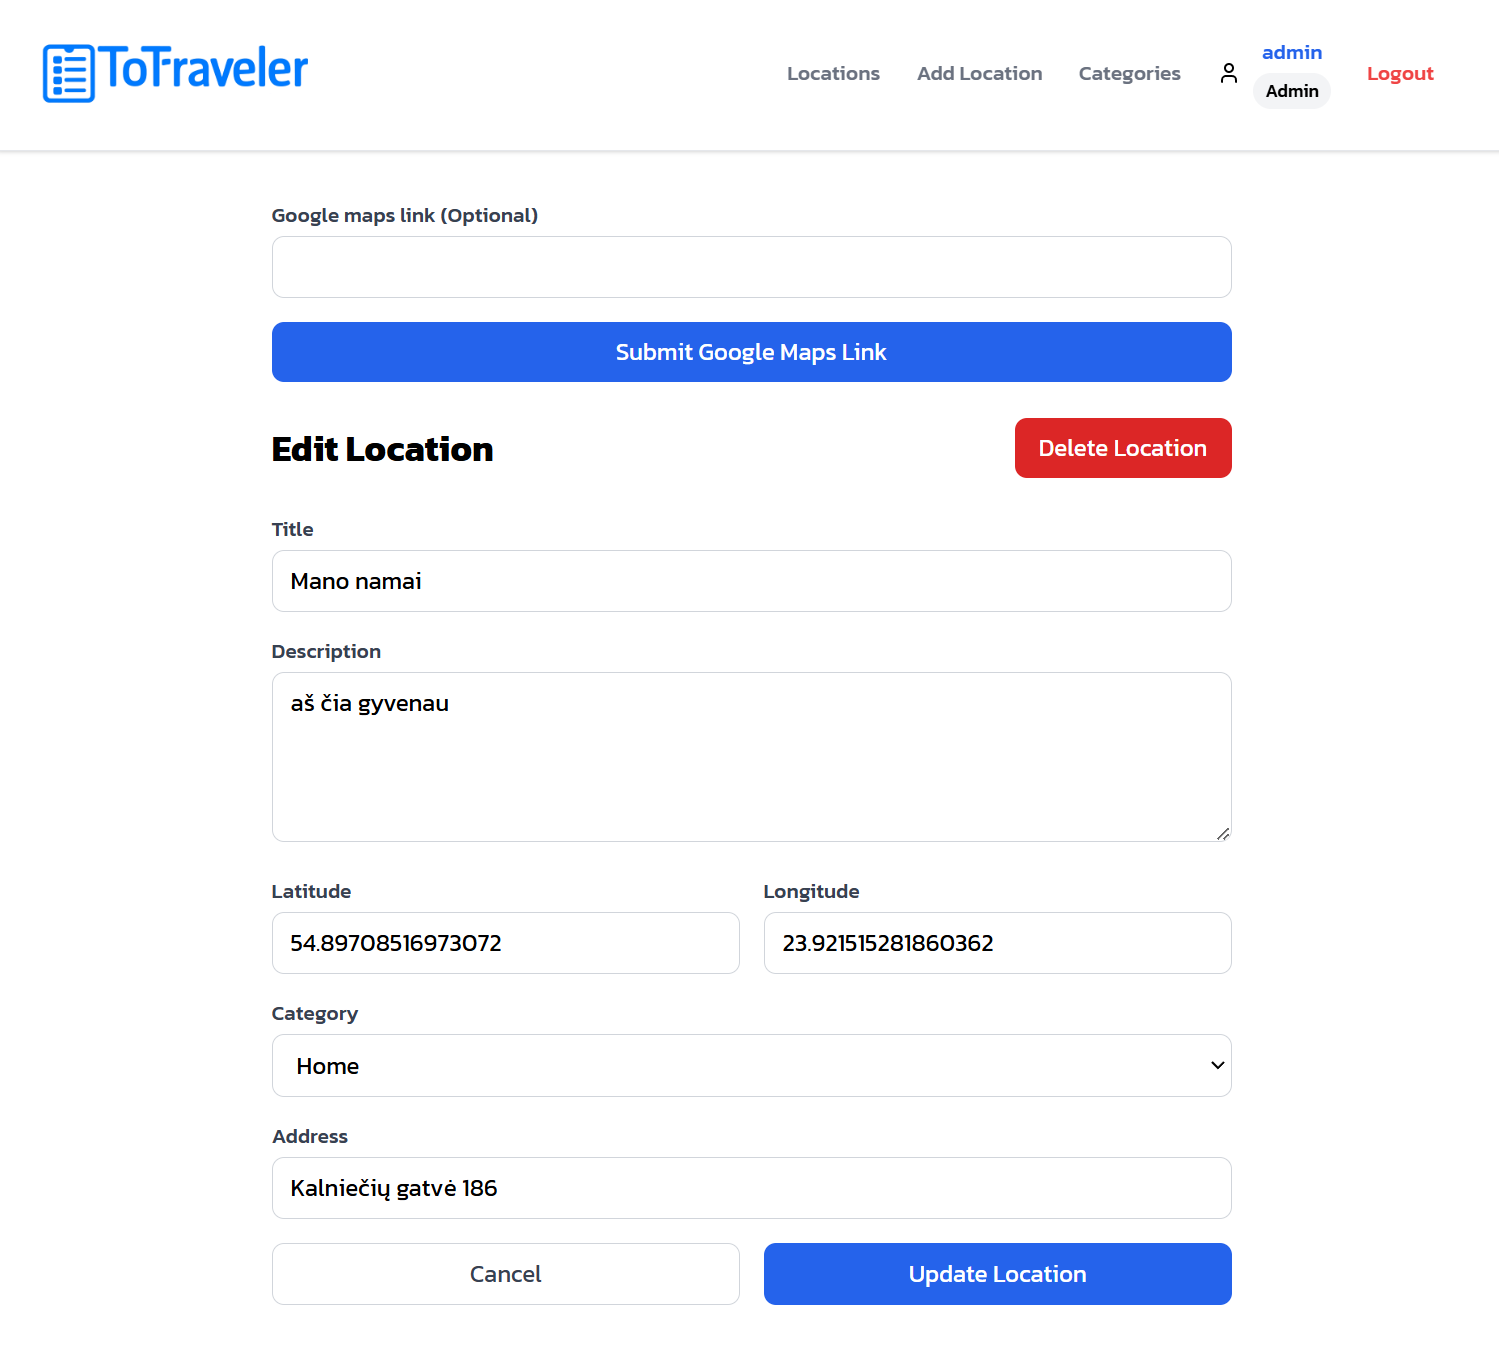 ToTraveler
Locations Add Location Categories admin Admin Logout
Google maps link (Optional)
Submit Google Maps Link
Edit Location Delete Location
Title
Mano namai
Description
aš čia gyvenau
Latitude Longitude
54.89708516973072 23.921515281860362
Category
Home
Address
Kalniečių gatvė 186
Cancel Update Location